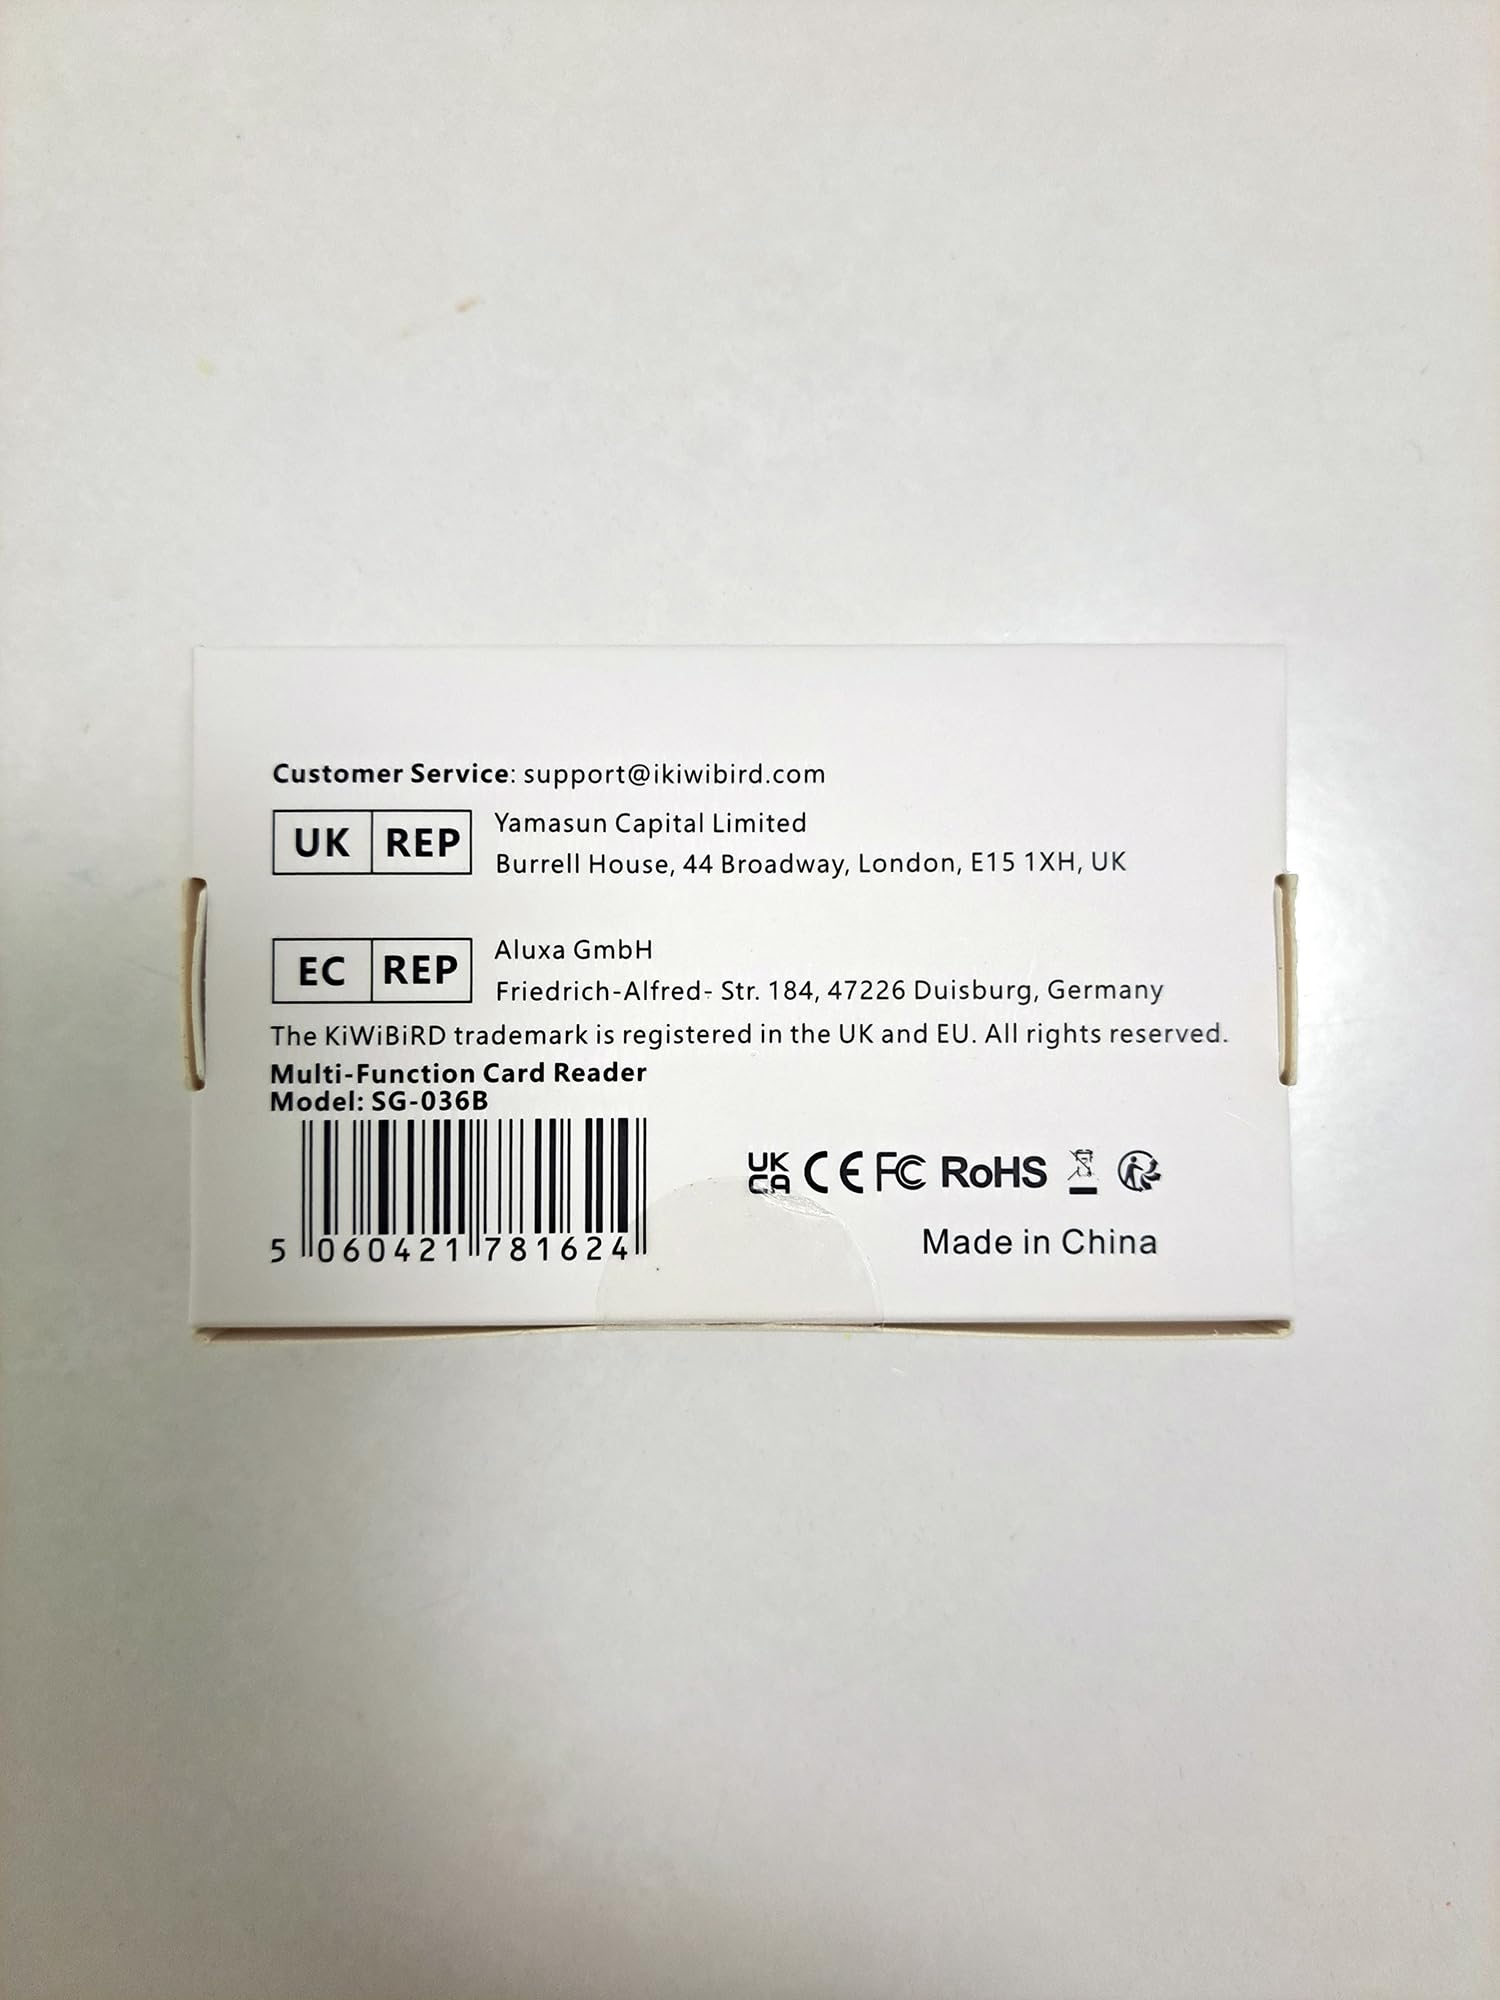 Customer Service: support@ikiwibird.com
UK REP
Yamasun Capital Limited
Burrell House, 44 Broadway, London, E15 1XH, UK
EC REP
Aluxa GmbH
Friedrich-Alfred- Str. 184, 47226 Duisburg, Germany
The KiWiBiRD trademark is registered in the UK and EU. All rights reserved.
Multi-Function Card Reader
Model: SG-036B
5 060421 781624
UK CA CE FC RoHS
Made in China